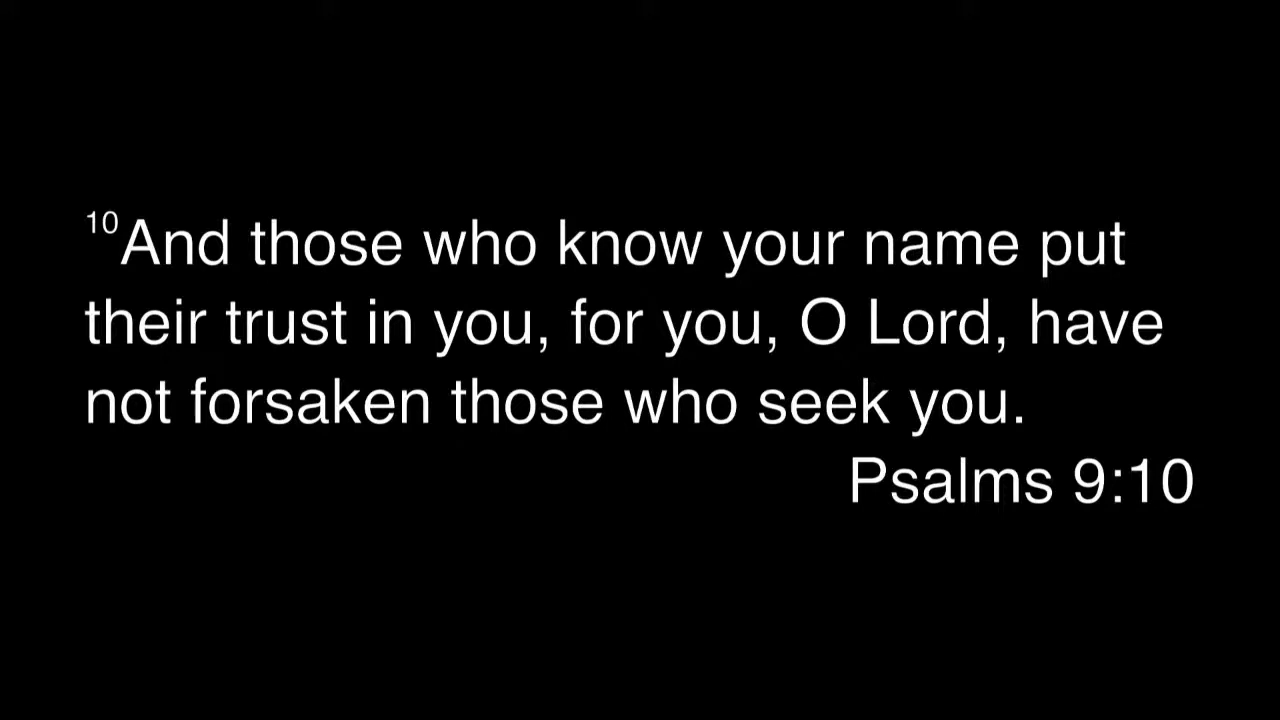 10And those who know your name put
their trust in you, for you, O Lord, have
not forsaken those who seek you.
Psalms 9:10